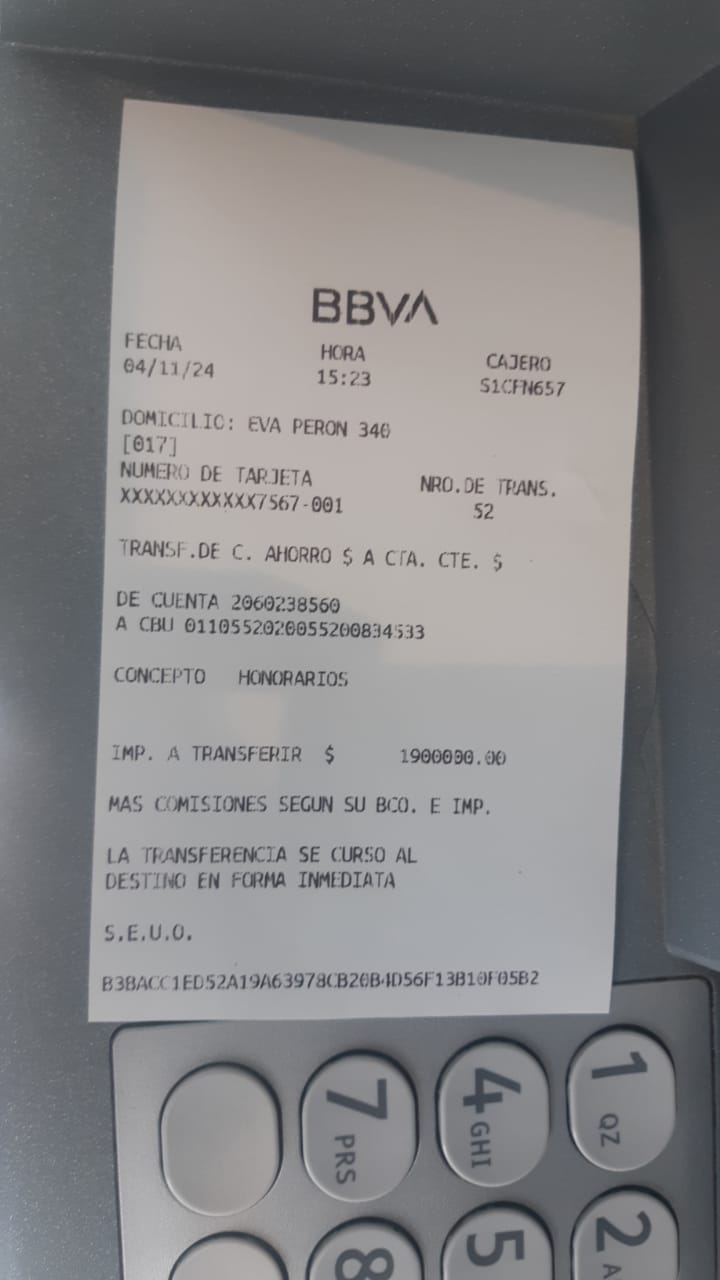 BBVA
FECHA HORA CAJERO
04/11/24 15:23 S1CFN657
DOMICILIO: EVA PERON 340
[017]
NUMERO DE TARJETA NRO.DE TRANS.
XXXXXXXXXXXX7567-001 52
TRANSF.DE C. AHORRO $ A CTA. CTE. $
DE CUENTA 2060238560
A CBU 0110552020055200834533
CONCEPTO HONORARIOS
IMP. A TRANSFERIR $ 1900000.00
MAS COMISIONES SEGUN SU BCO. E IMP.
LA TRANSFERENCIA SE CURSO AL
DESTINO EN FORMA INMEDIATA
S.E.U.O.
B3BACC1ED52A19A63978CB20B4D56F13B10F05B2
1 QZ
4 GHI
7 PRS
2 A
5
8